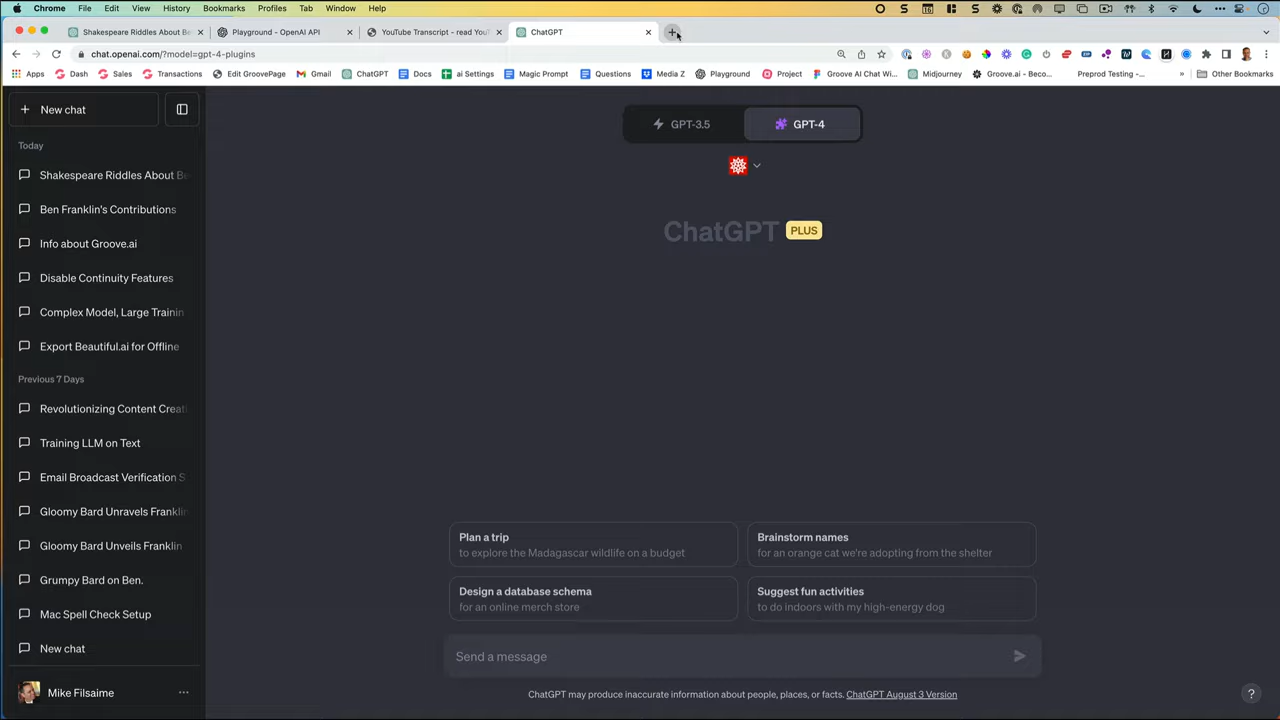 Chrome File Edit View History Bookmarks Profiles Tab Window Help
Shakespeare Riddles About Be
Playground - OpenAI API
YouTube Transcript - read You
ChatGPT
chat.openai.com/?model=gpt-4-plugins
Apps Dash Sales Transactions Edit GroovePage Gmail ChatGPT Docs ai Settings Magic Prompt Questions Media Z Playground Project Groove AI Chat Wi... Midjourney Groove.ai - Beco... Preprod Testing -... » Other Bookmarks
New chat
GPT-3.5
GPT-4
Today
Shakespeare Riddles About Be
Ben Franklin's Contributions
Info about Groove.ai
Disable Continuity Features
Complex Model, Large Trainin
Export Beautiful.ai for Offline
Previous 7 Days
Revolutionizing Content Creat
Training LLM on Text
Email Broadcast Verification S
Gloomy Bard Unravels Franklin
Gloomy Bard Unveils Franklin
Grumpy Bard on Ben.
Mac Spell Check Setup
New chat
Mike Filsaime
ChatGPT PLUS
Plan a trip
to explore the Madagascar wildlife on a budget
Brainstorm names
for an orange cat we're adopting from the shelter
Design a database schema
for an online merch store
Suggest fun activities
to do indoors with my high-energy dog
Send a message
ChatGPT may produce inaccurate information about people, places, or facts. ChatGPT August 3 Version
?